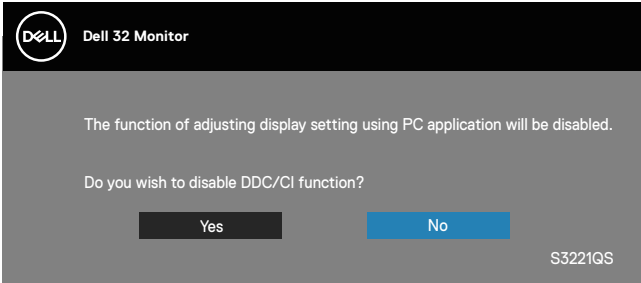 DELL
Dell 32 Monitor
The function of adjusting display setting using PC application will be disabled.
Do you wish to disable DDC/CI function?
Yes No
S3221QS